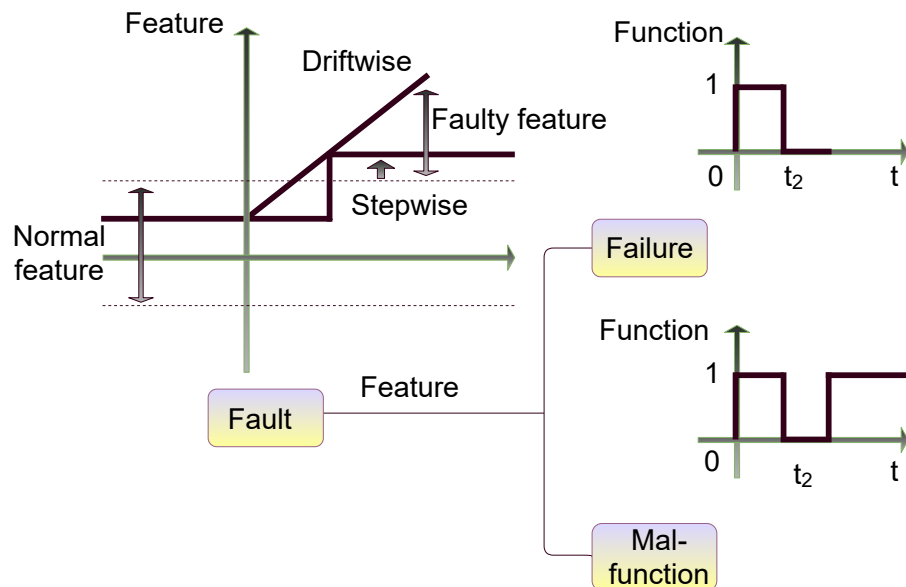 Feature
Driftwise
Faulty feature
Stepwise
Normal
feature
Function
1
0
t₂
t
Failure
Function
1
0
t₂
t
Feature
Fault
Mal-
function